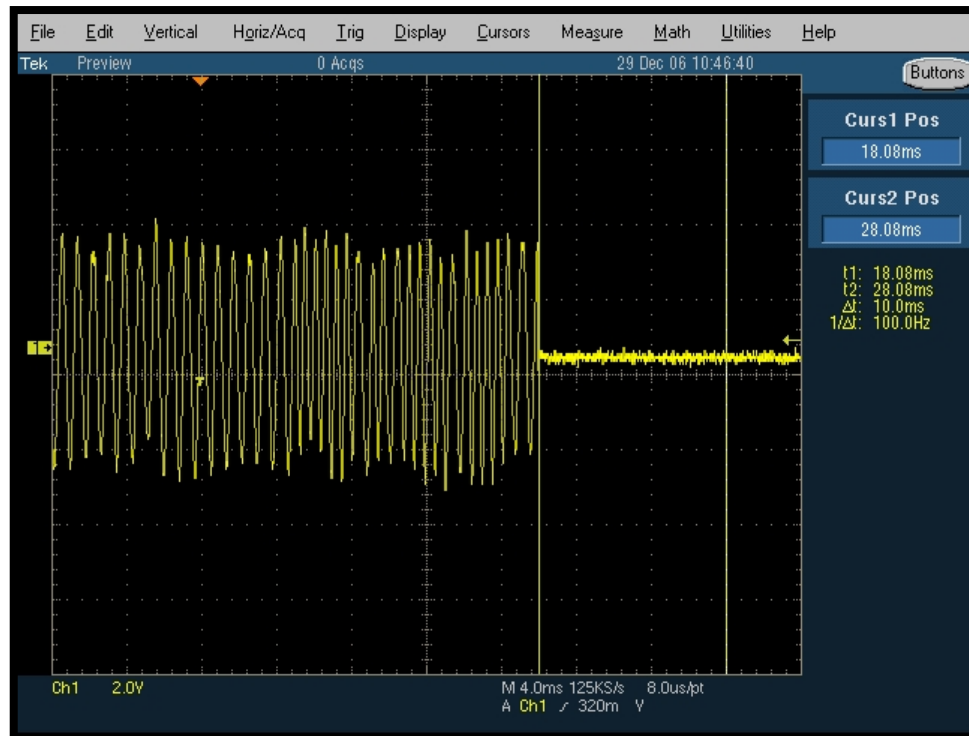 File Edit Vertical Horiz/Acq Trig Display Cursors Measure Math Utilities Help
Tek Preview 0 Acqs 29 Dec 06 10:46:40
Buttons
Curs1 Pos
18.08ms
Curs2 Pos
28.08ms
t1: 18.08ms
t2: 28.08ms
Δt: 10.0ms
1/Δt: 100.0Hz
1
T
Ch1 2.0V
M 4.0ms 125KS/s 8.0us/pt
A Ch1 ⁄ 320m V